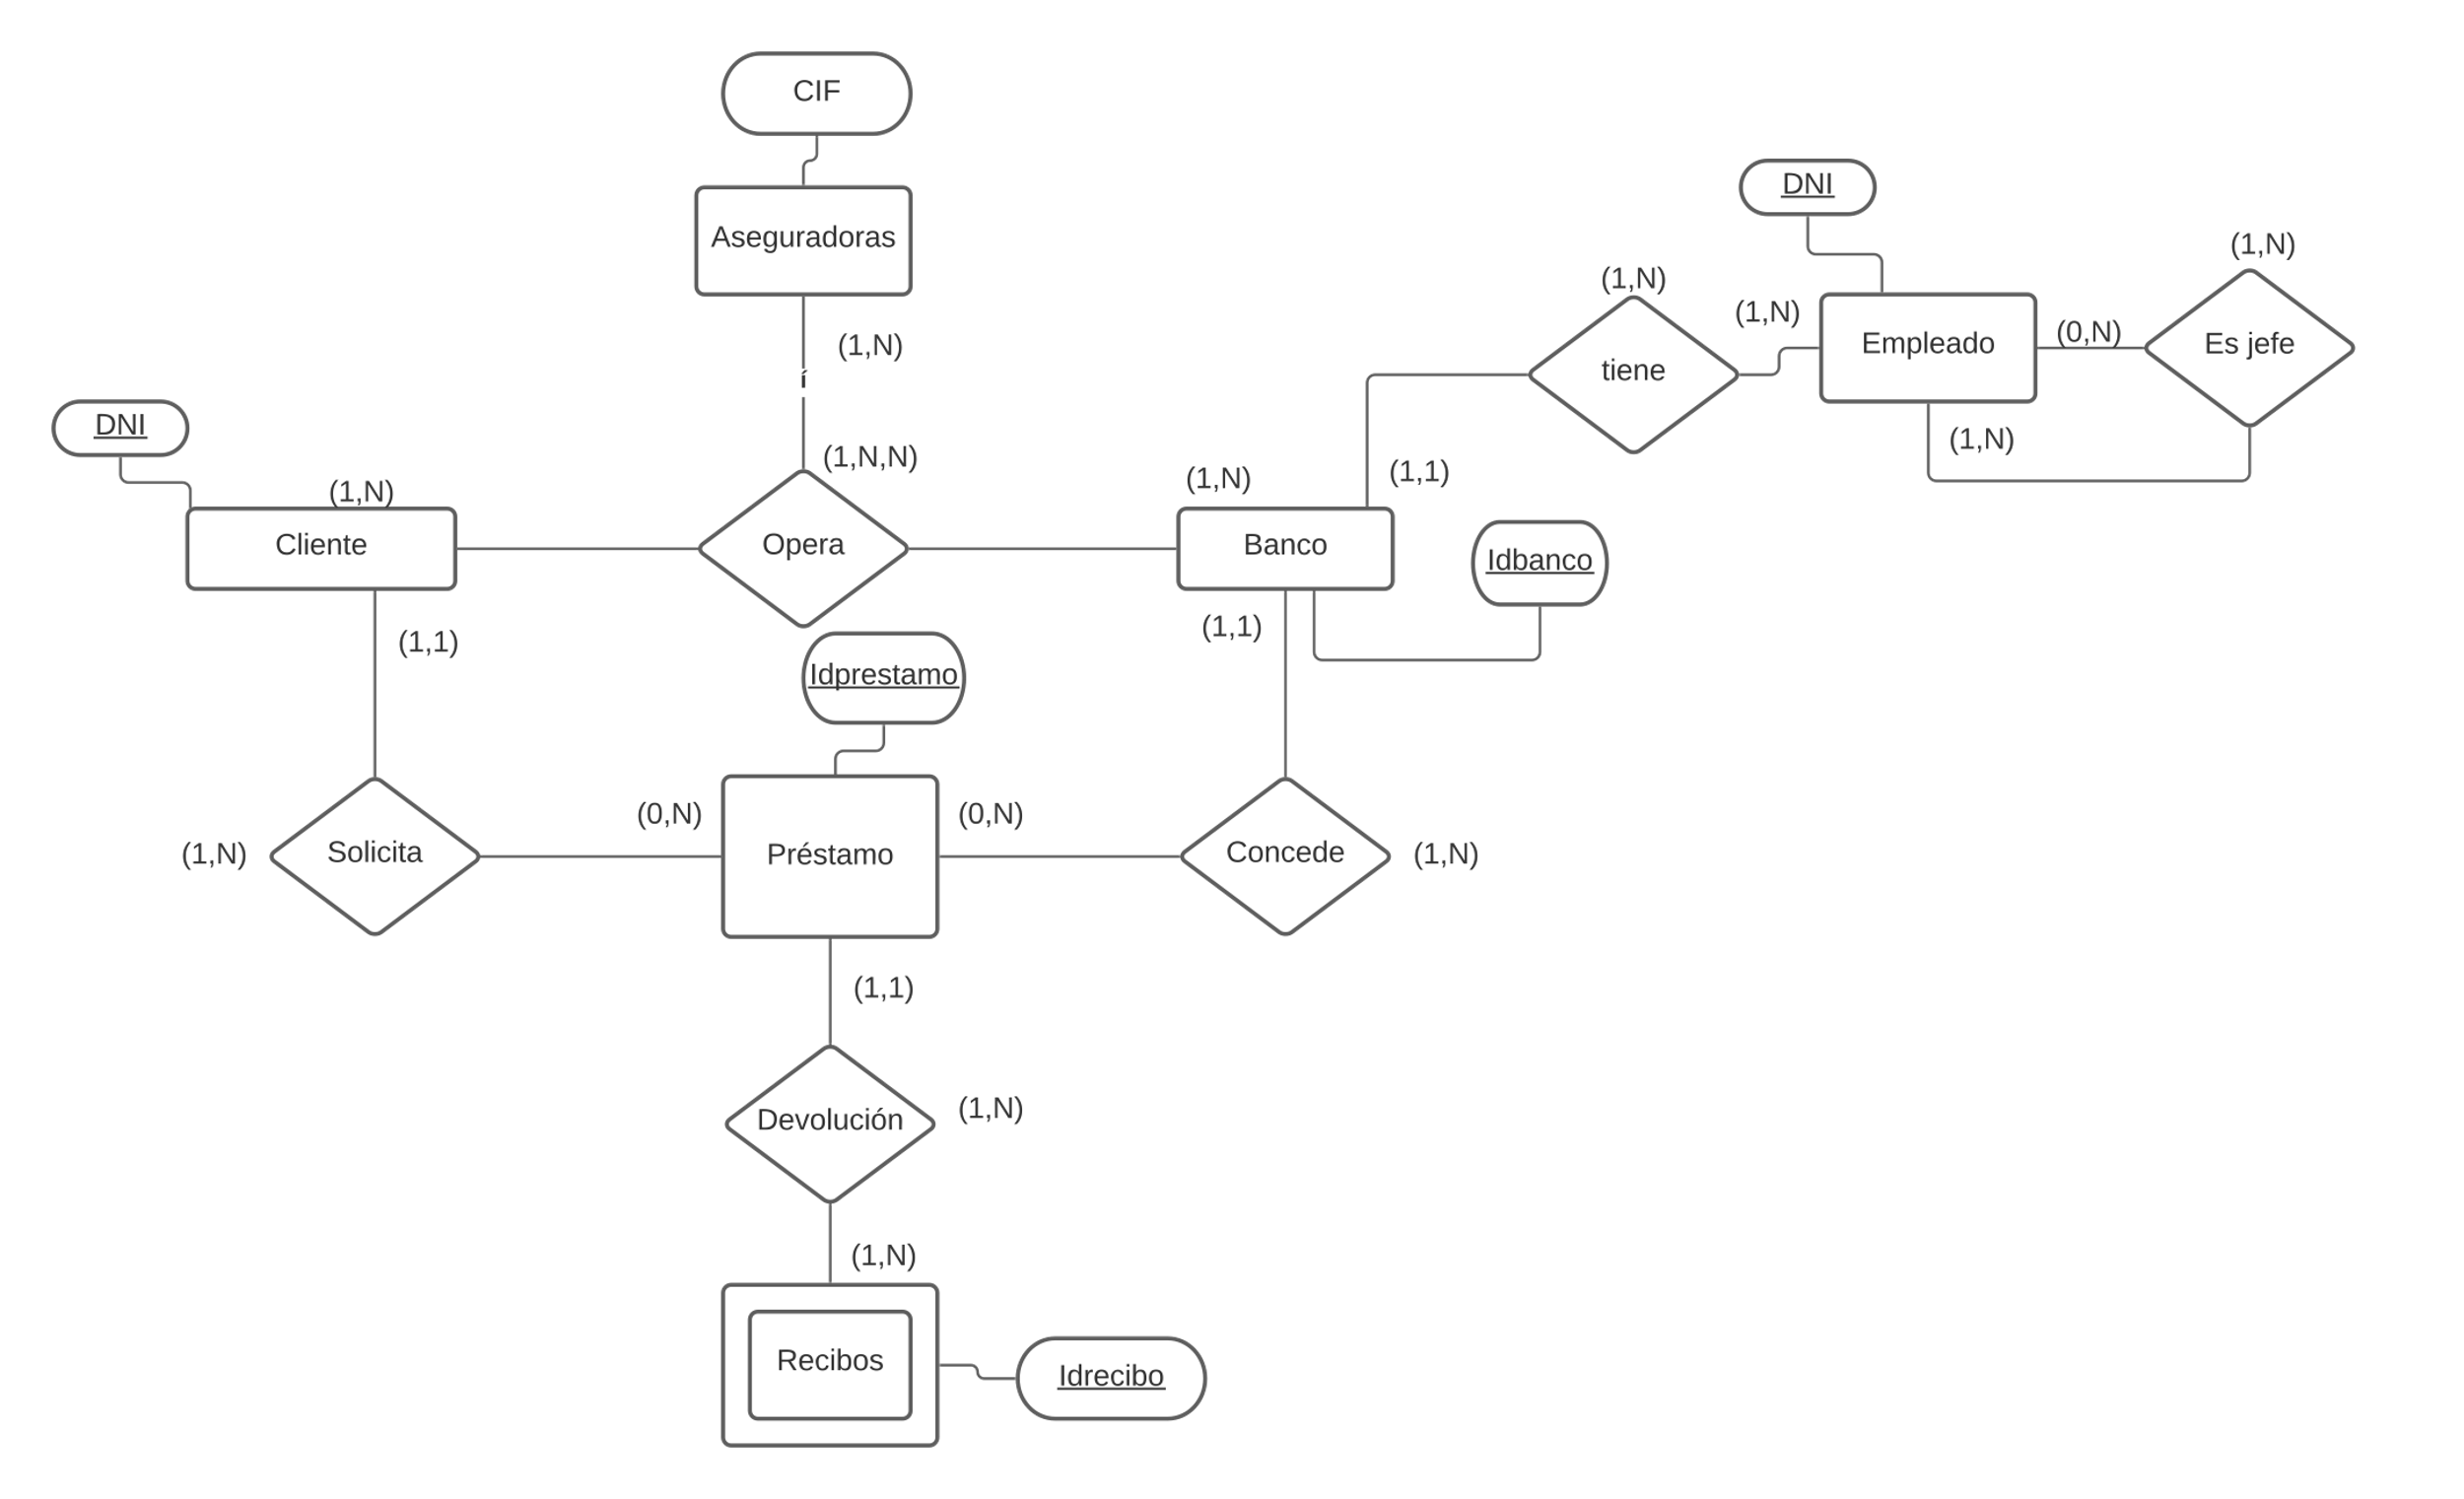 CIF
DNI
Aseguradoras
(1,N)
(1,N)
(1,N)
Empleado
(0,N)
Es jefe
tiene
(1,N)
í
DNI
(1,N)
(1,N,N)
(1,N)
(1,1)
(1,N)
Cliente
Opera
Banco
Idbanco
(1,1)
(1,1)
Idprestamo
(0,N)
(0,N)
(1,N)
Solicita
Préstamo
Concede
(1,N)
(1,1)
Devolución
(1,N)
(1,N)
Recibos
Idrecibo